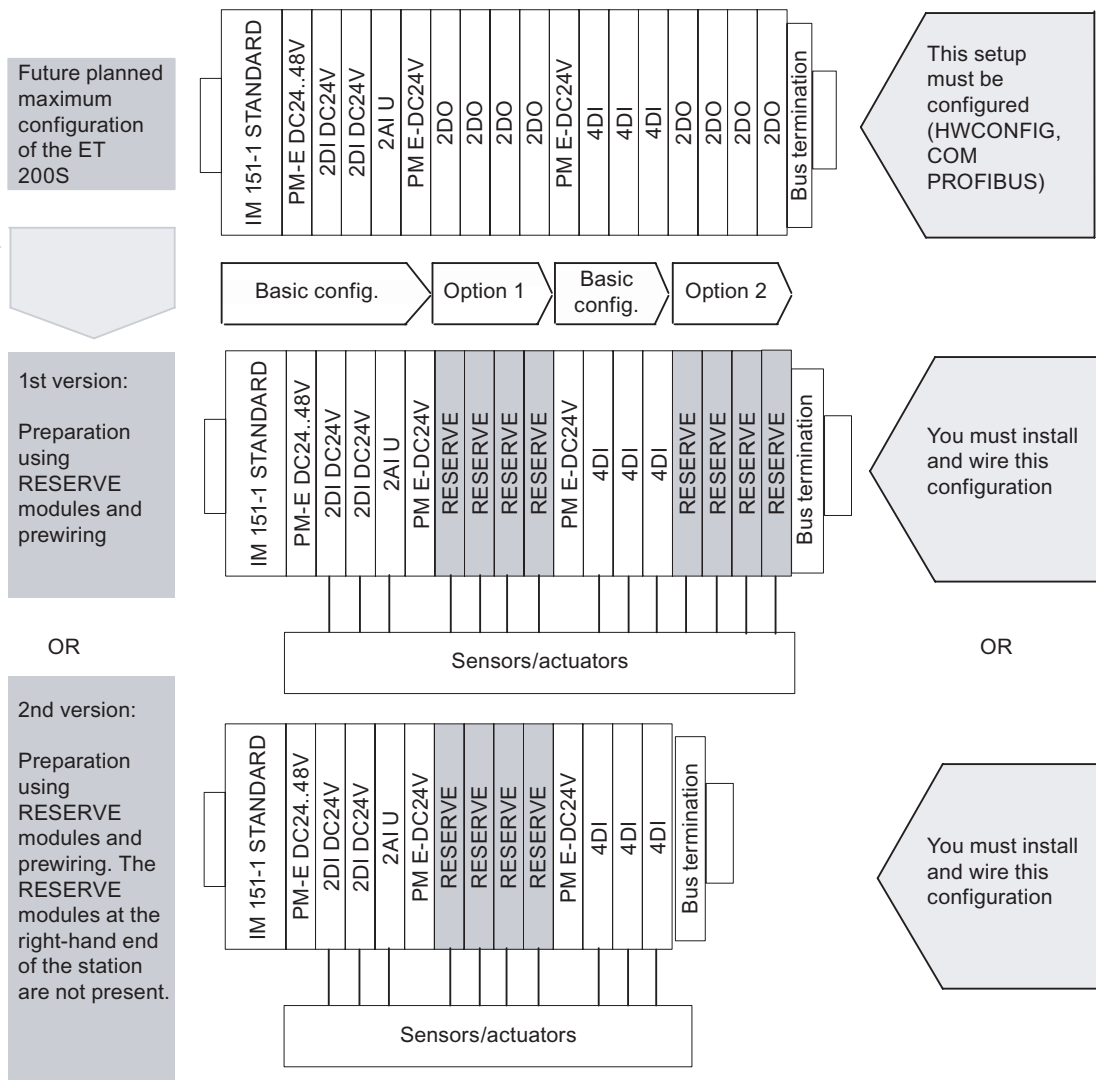 Future planned
maximum
configuration
of the ET
200S
IM 151-1 STANDARD
PM-E DC24..48V
2DI DC24V
2DI DC24V
2AI U
PM E-DC24V
2DO
2DO
2DO
2DO
PM E-DC24V
4DI
4DI
4DI
2DO
2DO
2DO
2DO
Bus termination
This setup
must be
configured
(HWCONFIG,
COM
PROFIBUS)
Basic config.
Option 1
Basic
config.
Option 2
1st version:
Preparation
using
RESERVE
modules and
prewiring
IM 151-1 STANDARD
PM-E DC24..48V
2DI DC24V
2DI DC24V
2AI U
PM E-DC24V
RESERVE
RESERVE
RESERVE
RESERVE
PM E-DC24V
4DI
4DI
4DI
RESERVE
RESERVE
RESERVE
RESERVE
Bus termination
You must install
and wire this
configuration
Sensors/actuators
OR
OR
2nd version:
Preparation
using
RESERVE
modules and
prewiring. The
RESERVE
modules at the
right-hand end
of the station
are not present.
IM 151-1 STANDARD
PM-E DC24..48V
2DI DC24V
2DI DC24V
2AI U
PM E-DC24V
RESERVE
RESERVE
RESERVE
RESERVE
PM E-DC24V
4DI
4DI
4DI
Bus termination
You must install
and wire this
configuration
Sensors/actuators